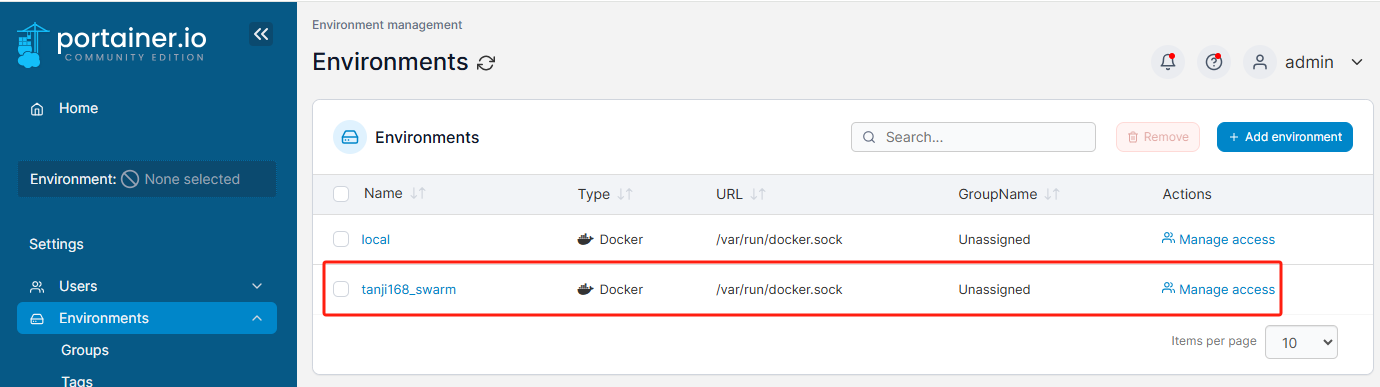 portainer.io
COMMUNITY EDITION
Home
Environment: None selected
Settings
Users
Environments
Groups
Tags
Environment management
Environments
admin
Environments
Search...
Remove
+ Add environment
Name Type URL GroupName Actions
local Docker /var/run/docker.sock Unassigned Manage access
tanji168_swarm Docker /var/run/docker.sock Unassigned Manage access
Items per page 10